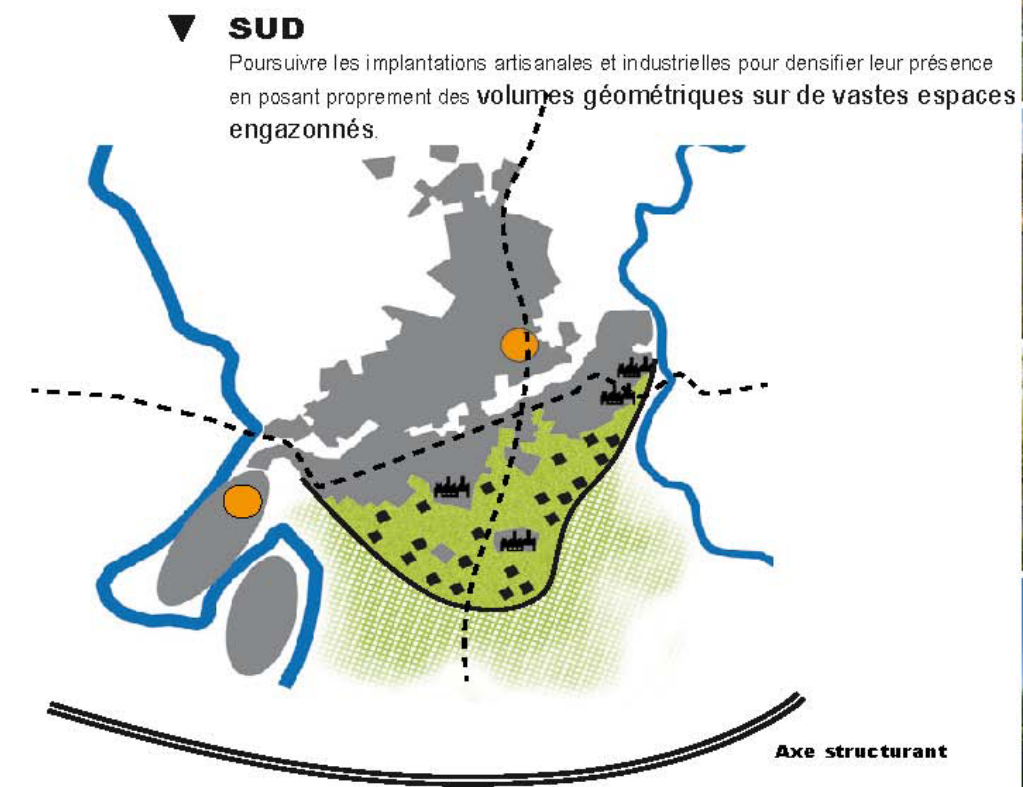 ▼ SUD
Poursuivre les implantations artisanales et industrielles pour densifier leur présence
en posant proprement des volumes géométriques sur de vastes espaces
engazonnés.
Axe structurant